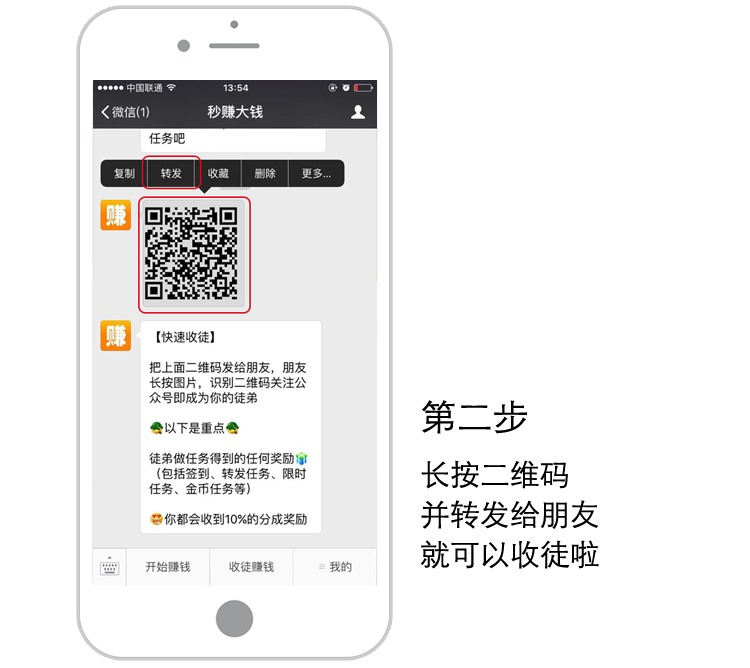 中国联通
13:54
微信(1)
秒赚大钱
任务吧
复制
转发
收藏
删除
更多...
赚
赚
【快速收徒】
把上面二维码发给朋友，朋友
长按图片，识别二维码关注公
众号即成为你的徒弟
以下是重点
徒弟做任务得到的任何奖励
（包括签到、转发任务、限时
任务、金币任务等）
你都会收到10%的分成奖励
开始赚钱
收徒赚钱
我的
第二步
长按二维码
并转发给朋友
就可以收徒啦